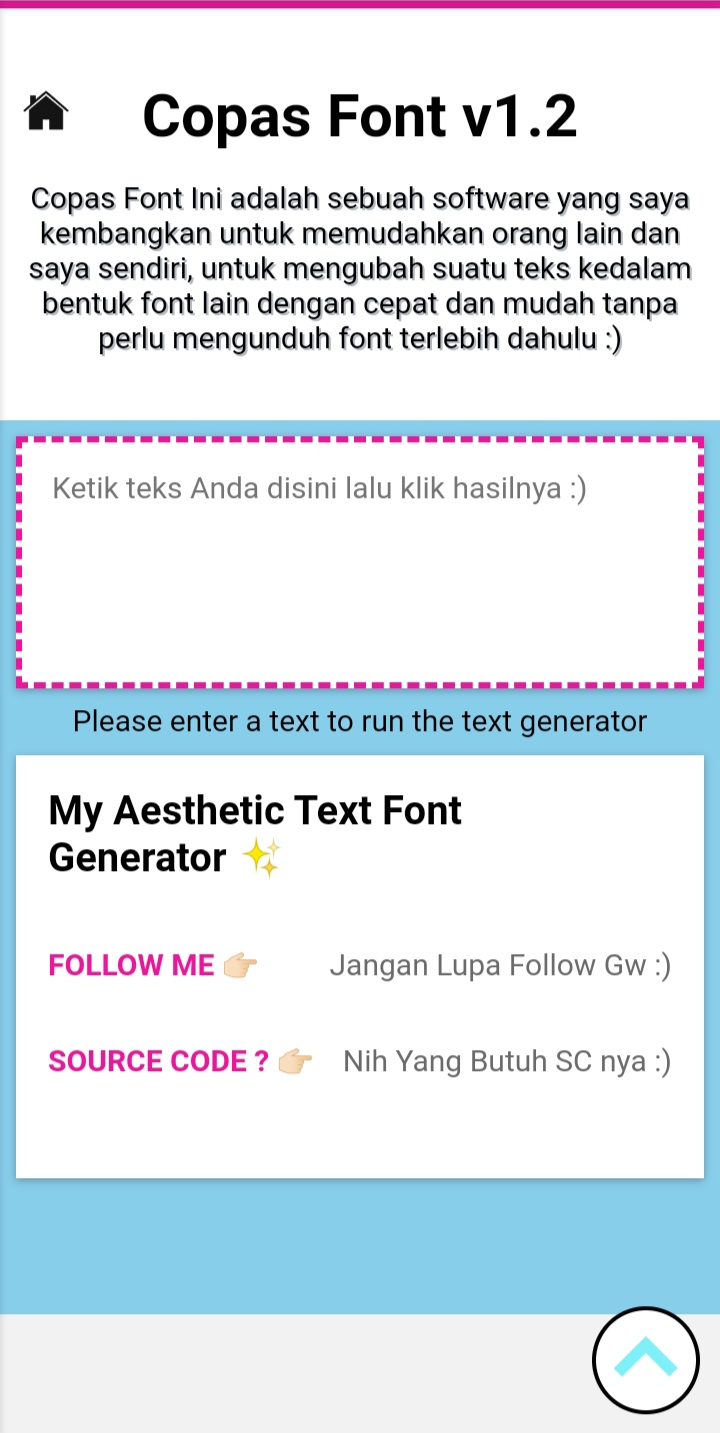 Copas Font v1.2
Copas Font Ini adalah sebuah software yang saya
kembangkan untuk memudahkan orang lain dan
saya sendiri, untuk mengubah suatu teks kedalam
bentuk font lain dengan cepat dan mudah tanpa
perlu mengunduh font terlebih dahulu :)
Ketik teks Anda disini lalu klik hasilnya :)
Please enter a text to run the text generator
My Aesthetic Text Font
Generator ✨
FOLLOW ME 👉🏻 Jangan Lupa Follow Gw :)
SOURCE CODE ? 👉🏻 Nih Yang Butuh SC nya :)